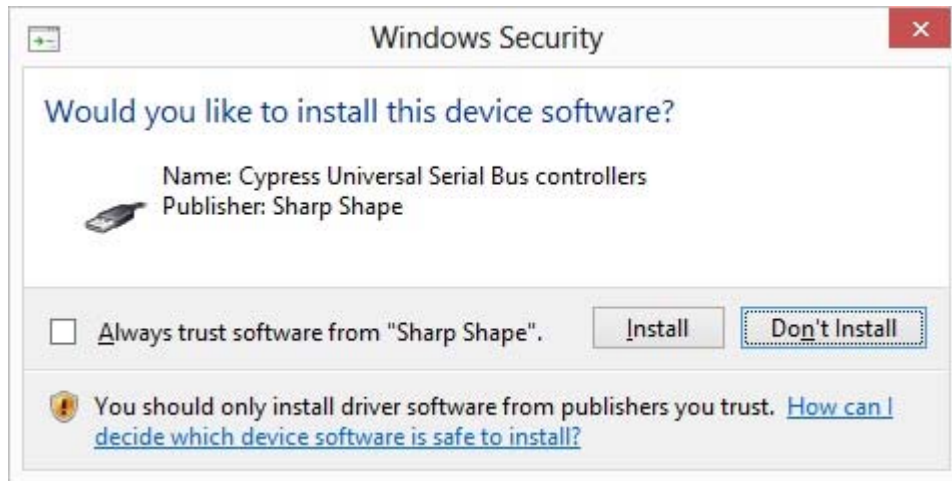 Windows Security
Would you like to install this device software?
Name: Cypress Universal Serial Bus controllers
Publisher: Sharp Shape
Always trust software from "Sharp Shape".
Install
Don't Install
You should only install driver software from publishers you trust. How can I
decide which device software is safe to install?